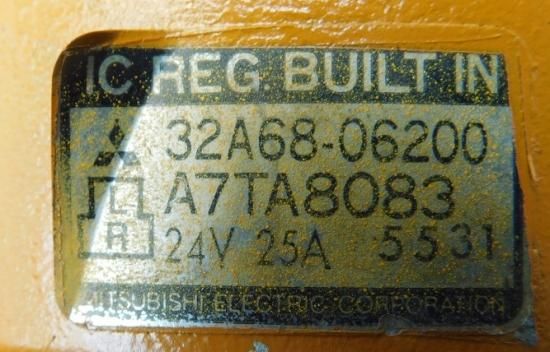 IC REG. BUILT IN
32A68-06200
A7TA8083
L
R
24V 25A 5531
MITSUBISHI ELECTRIC CORPORATION